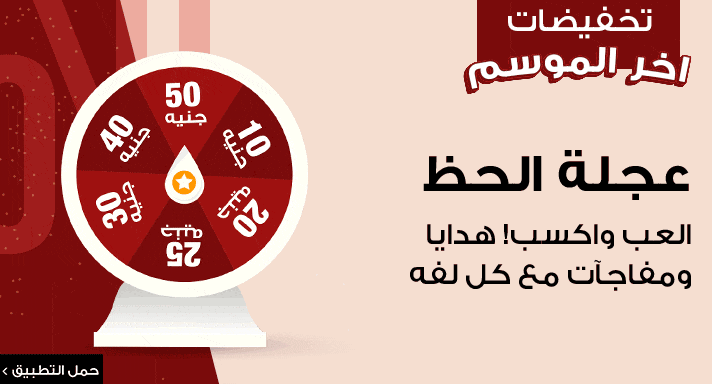 تخفيضات
اخر الموسم
عجلة الحظ
العب واكسب! هدايا
ومفاجآت مع كل لفه
50
جنيه
10
جنيه
20
جنيه
25
جنيه
30
جنيه
40
جنيه
حمل التطبيق >